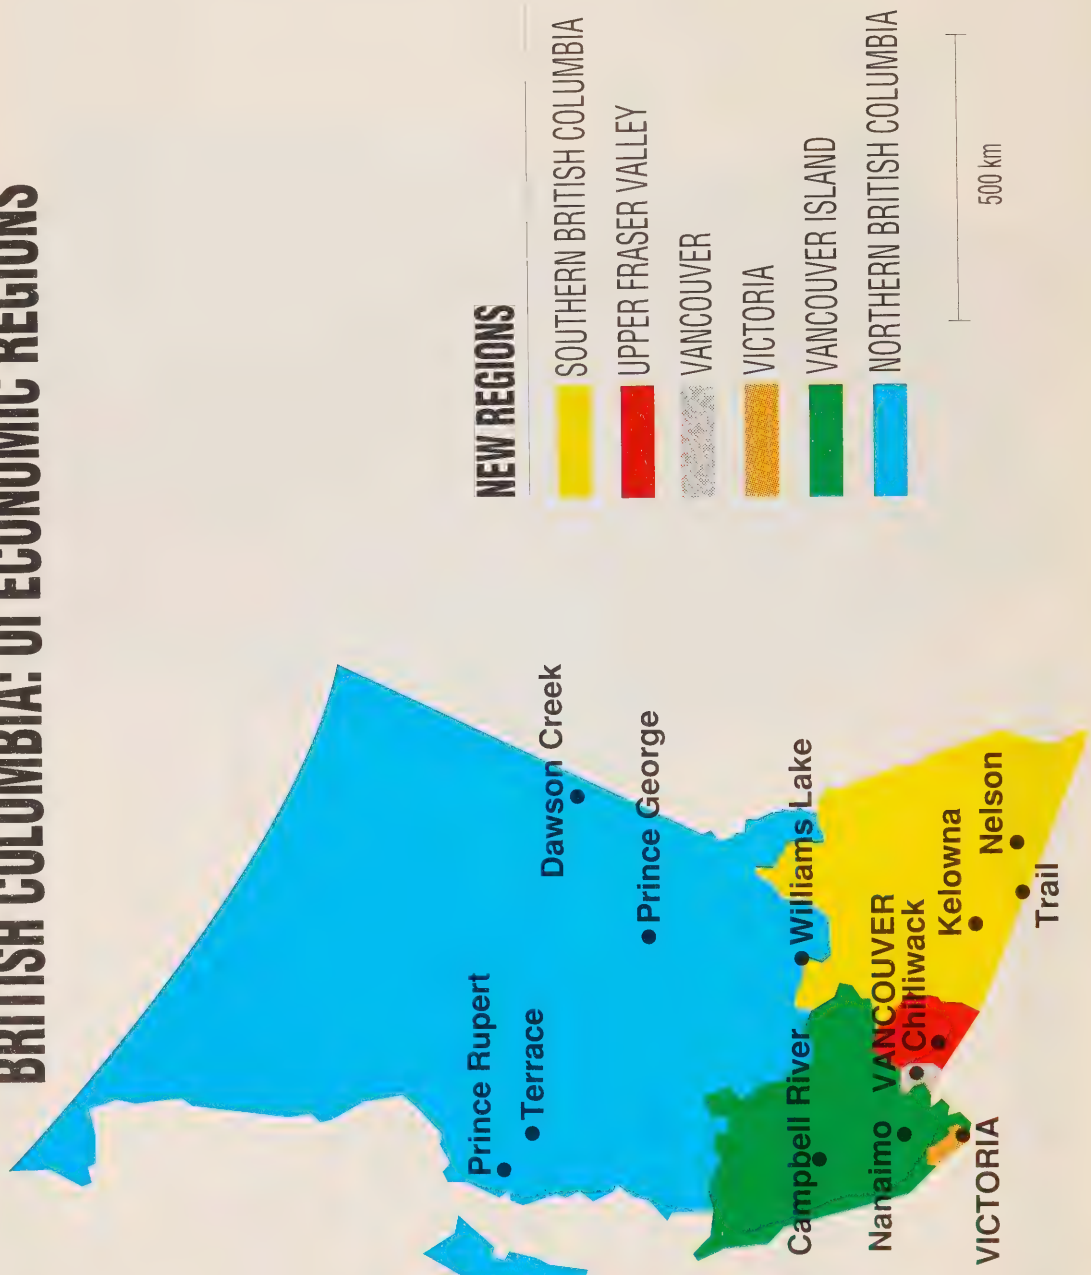 BRITISH COLUMBIA: UI ECONOMIC REGIONS
NEW REGIONS
SOUTHERN BRITISH COLUMBIA
UPPER FRASER VALLEY
VANCOUVER
VICTORIA
VANCOUVER ISLAND
NORTHERN BRITISH COLUMBIA
500 km
Prince Rupert
Terrace
Dawson Creek
Prince George
Williams Lake
Campbell River
Nanaimo
VANCOUVER
Chilliwack
Kelowna
Nelson
Trail
VICTORIA